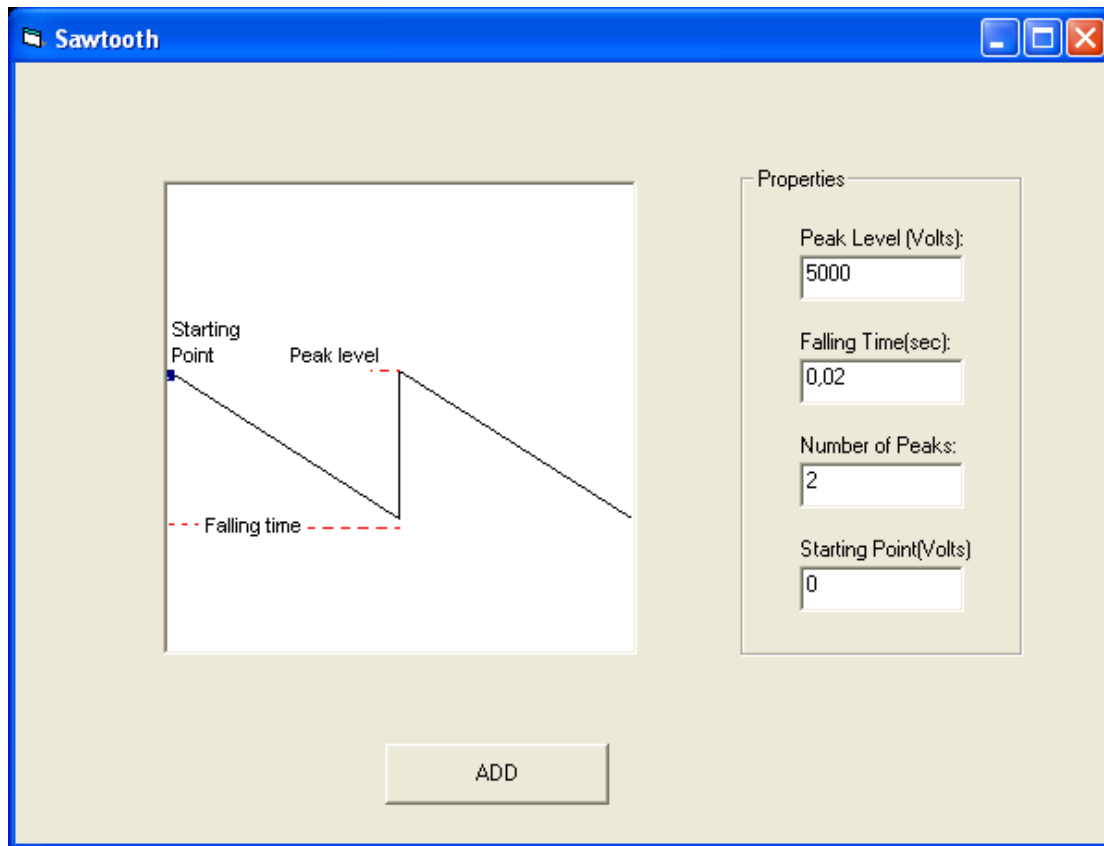 Sawtooth
Properties
Peak Level (Volts):
5000
Starting
Point
Peak level
Falling Time(sec):
0,02
Number of Peaks:
2
Falling time
Starting Point(Volts)
0
ADD